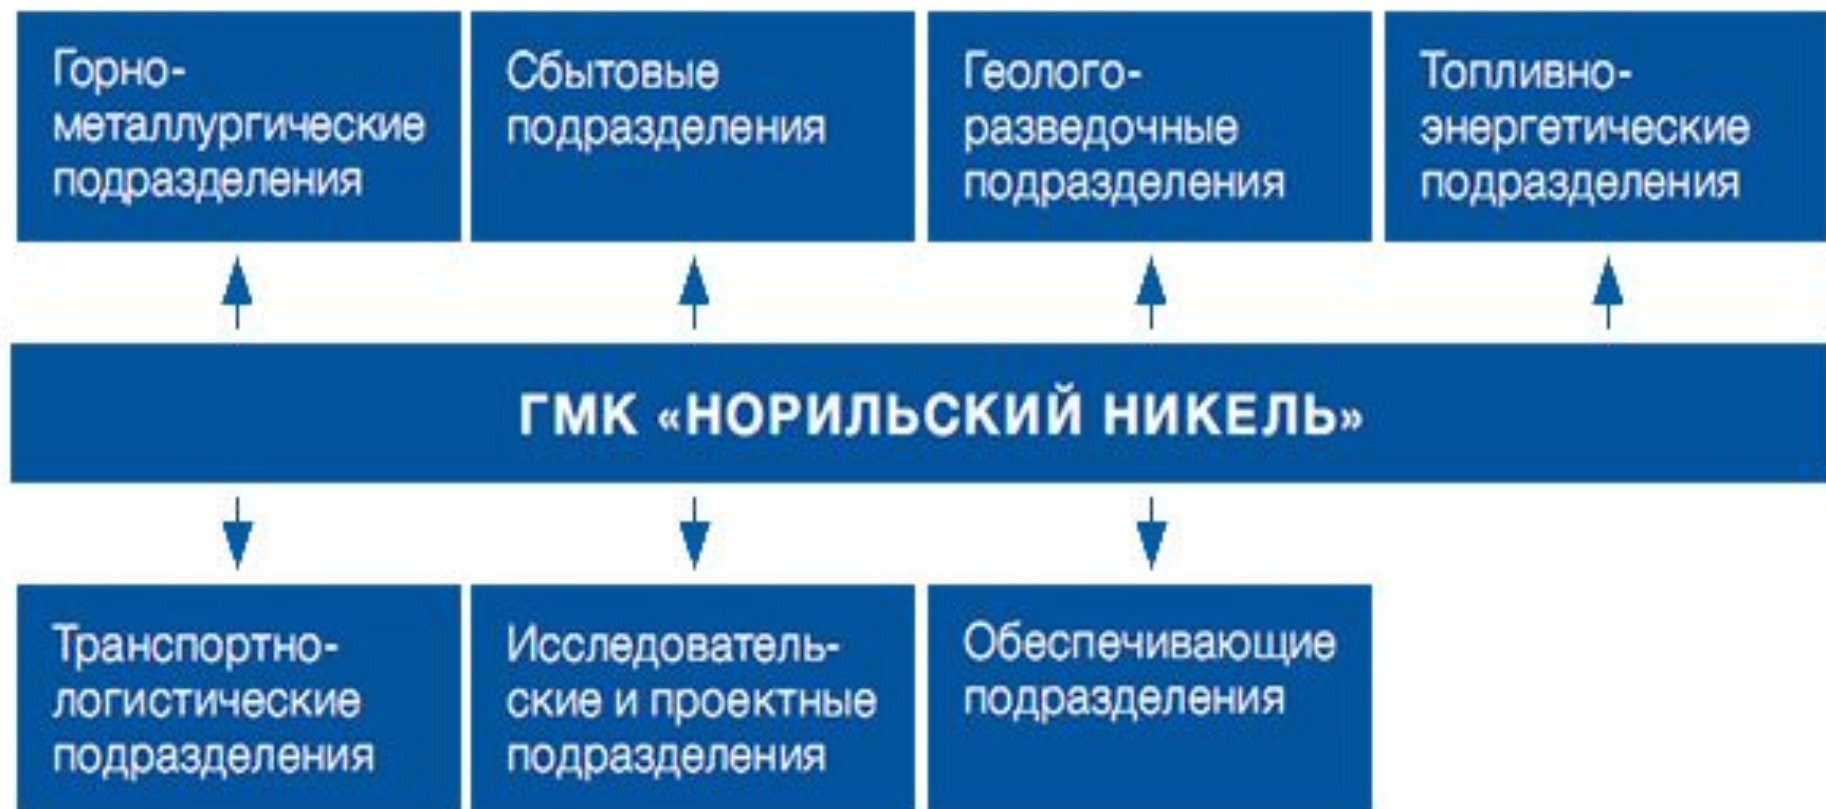 Горно-
металлургические
подразделения
Сбытовые
подразделения
Геолого-
разведочные
подразделения
Топливно-
энергетические
подразделения
ГМК «НОРИЛЬСКИЙ НИКЕЛЬ»
Транспортно-
логистические
подразделения
Исследователь-
ские и проектные
подразделения
Обеспечивающие
подразделения